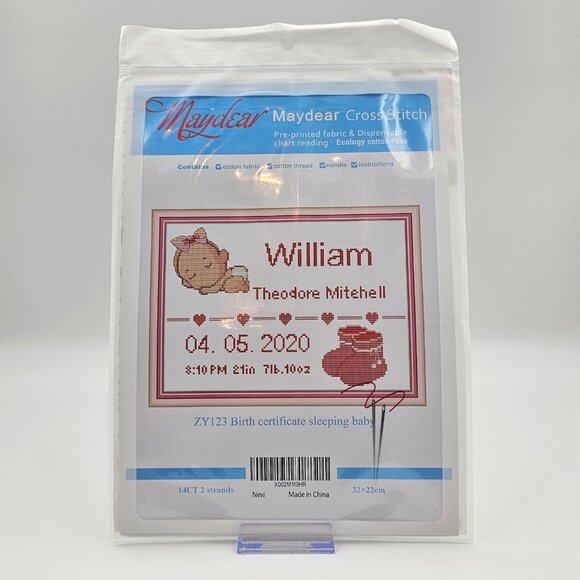 Maydear
Maydear Cross Stitch
Pre-printed fabric & Dispensable
chart reading Ecology cotton floss
Contains cotton fabric cotton thread needle instructions
William
Theodore Mitchell
04. 05. 2020
8:10 PM 21in 7lb.10oz
ZY123 Birth certificate sleeping baby
14CT 2 strands
New Made in China
32×22cm